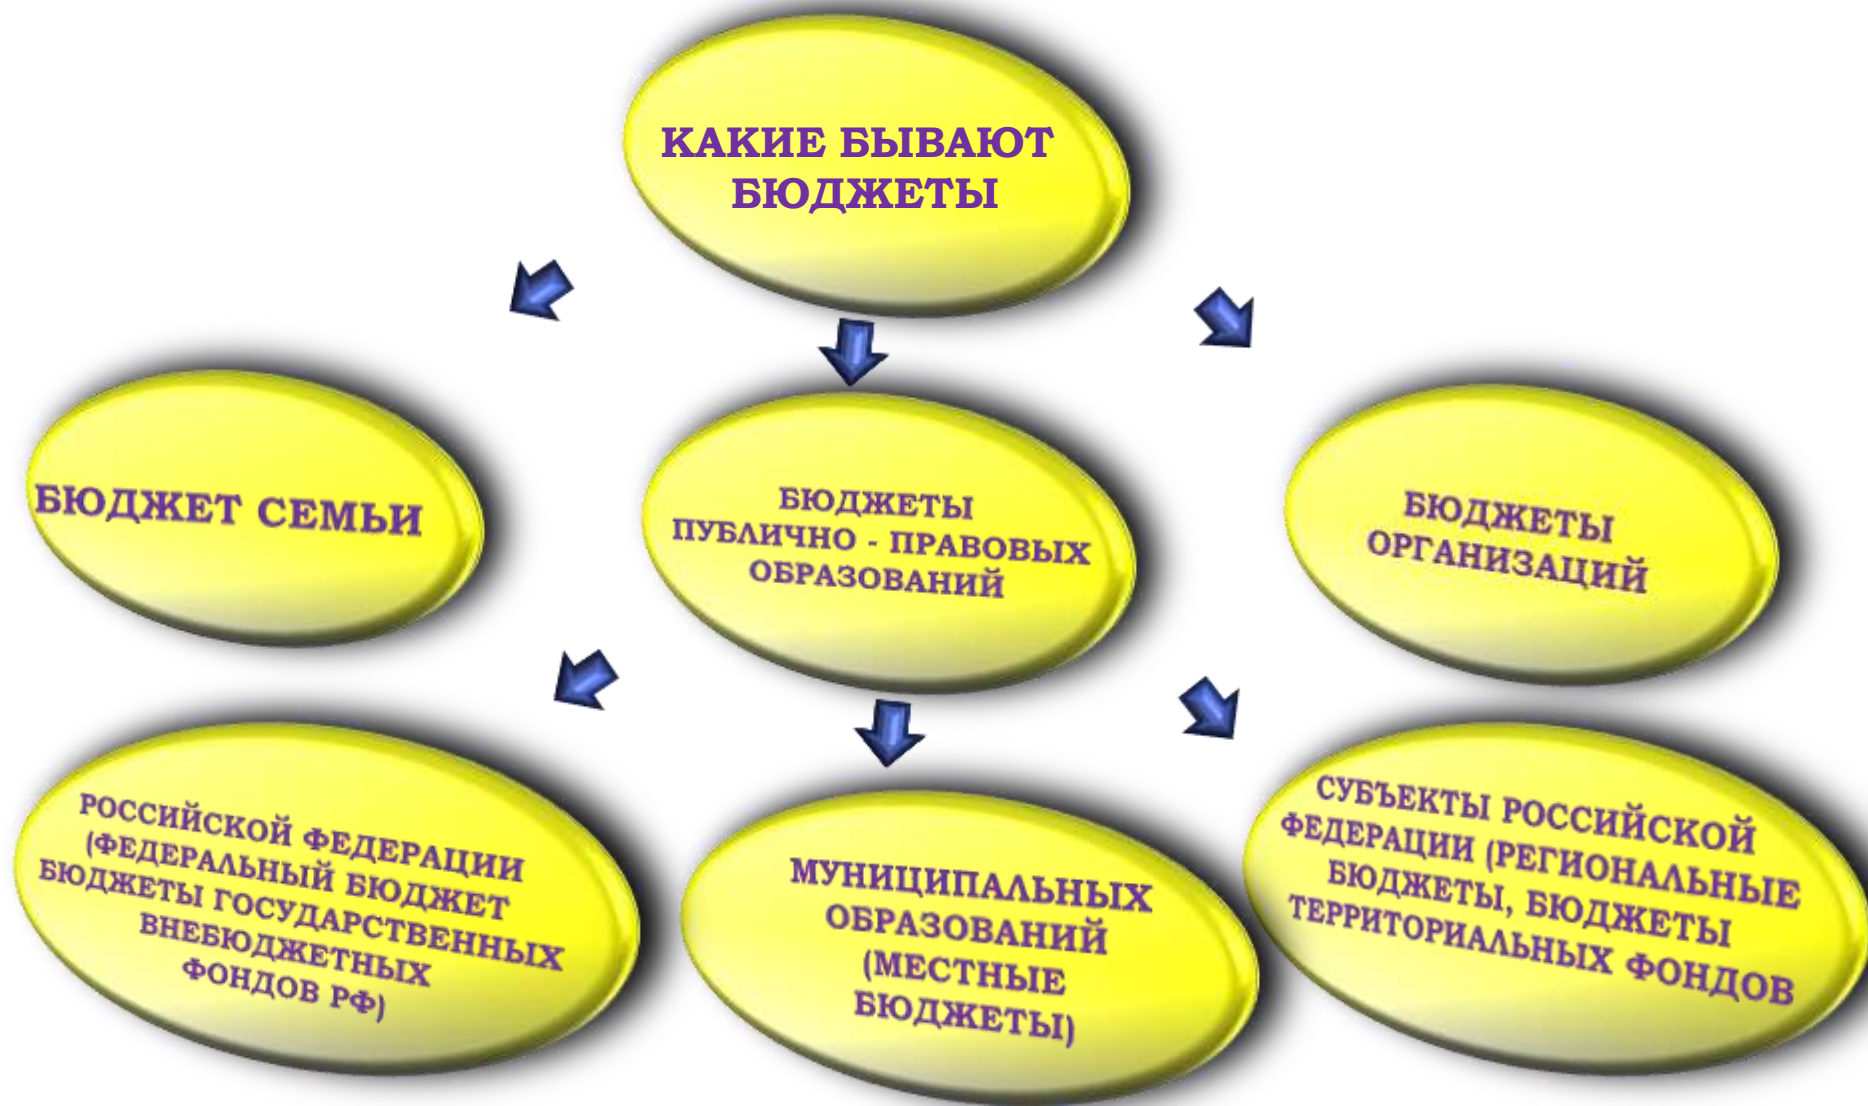 КАКИЕ БЫВАЮТ
БЮДЖЕТЫ
БЮДЖЕТ СЕМЬИ
БЮДЖЕТЫ
ПУБЛИЧНО - ПРАВОВЫХ
ОБРАЗОВАНИЙ
БЮДЖЕТЫ
ОРГАНИЗАЦИЙ
РОССИЙСКОЙ ФЕДЕРАЦИИ
(ФЕДЕРАЛЬНЫЙ БЮДЖЕТ
БЮДЖЕТЫ ГОСУДАРСТВЕННЫХ
ВНЕБЮДЖЕТНЫХ
ФОНДОВ РФ)
МУНИЦИПАЛЬНЫХ
ОБРАЗОВАНИЙ
(МЕСТНЫЕ
БЮДЖЕТЫ)
СУБЪЕКТЫ РОССИЙСКОЙ
ФЕДЕРАЦИИ (РЕГИОНАЛЬНЫЕ
БЮДЖЕТЫ, БЮДЖЕТЫ
ТЕРРИТОРИАЛЬНЫХ ФОНДОВ